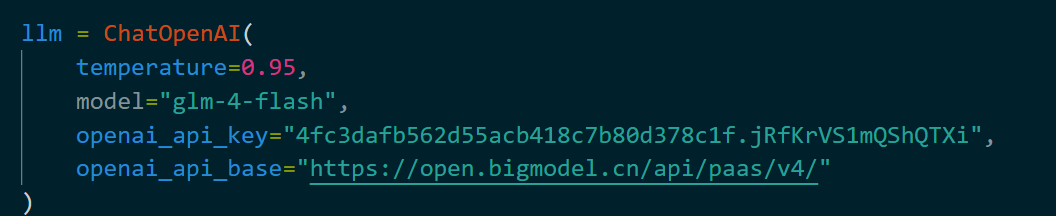 llm = ChatOpenAI(
    temperature=0.95,
    model="glm-4-flash",
    openai_api_key="4fc3dafb562d55acb418c7b80d378c1f.jRfKrVS1mQShQTXi",
    openai_api_base="https://open.bigmodel.cn/api/paas/v4/"
)